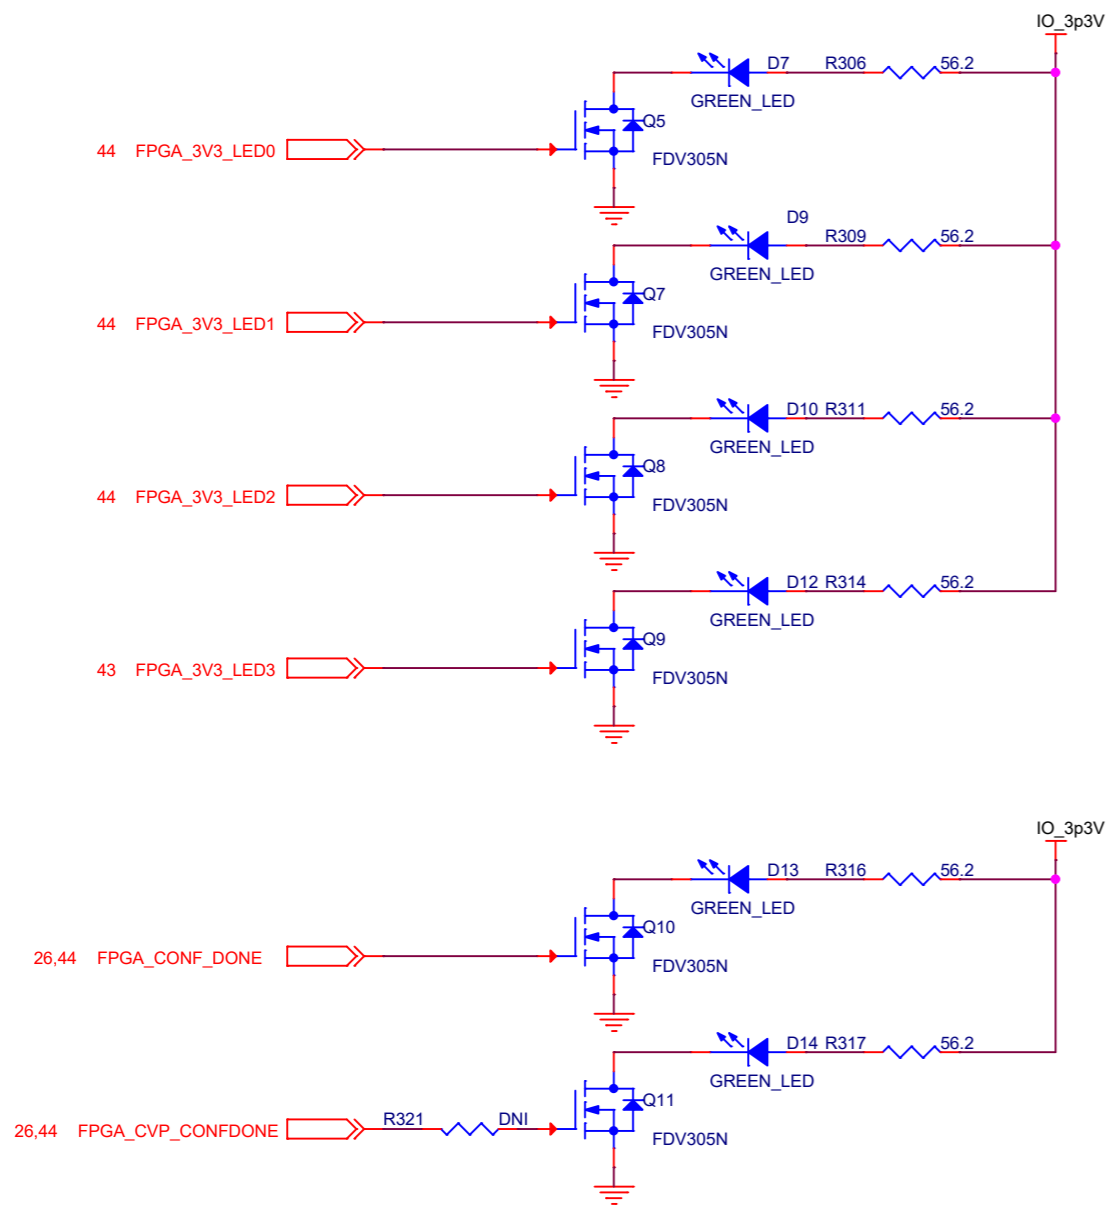 IO_3p3V
D7 R306 56.2
GREEN_LED
Q5
44 FPGA_3V3_LED0
FDV305N
D9
R309 56.2
GREEN_LED
Q7
44 FPGA_3V3_LED1
FDV305N
D10 R311 56.2
GREEN_LED
Q8
44 FPGA_3V3_LED2
FDV305N
D12 R314 56.2
GREEN_LED
Q9
43 FPGA_3V3_LED3
FDV305N
IO_3p3V
D13 R316 56.2
GREEN_LED
Q10
26,44 FPGA_CONF_DONE
FDV305N
D14 R317 56.2
GREEN_LED
Q11
R321 DNI
26,44 FPGA_CVP_CONFDONE
FDV305N